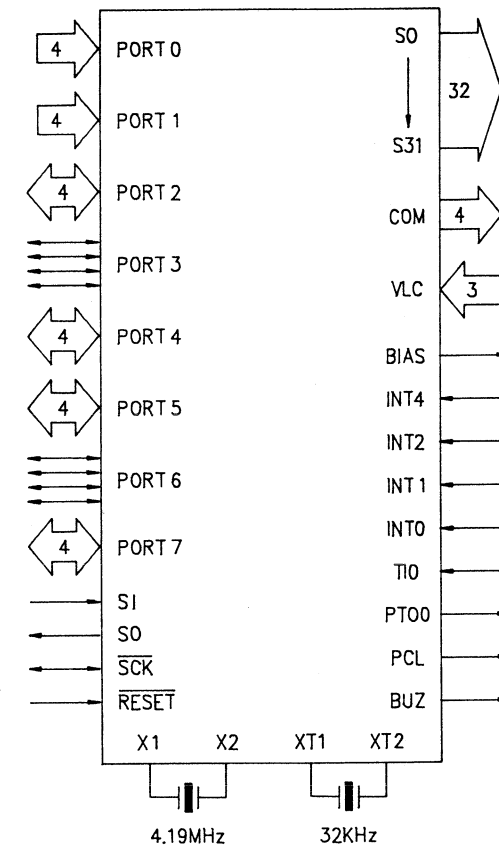 4 PORT 0
4 PORT 1
4 PORT 2
PORT 3
4 PORT 4
4 PORT 5
PORT 6
4 PORT 7
SI
SO
SCK
RESET
S0
32
S31
COM 4
VLC 3
BIAS
INT4
INT2
INT1
INT0
TI0
PTO0
PCL
BUZ
X1 X2 XT1 XT2
4.19MHz 32KHz